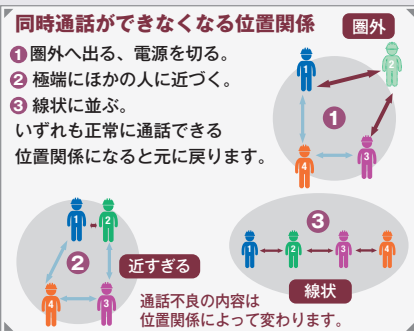 同時通話ができなくなる位置関係
❶圏外へ出る、電源を切る。
❷極端にほかの人に近づく。
❸線状に並ぶ。
いずれも正常に通話できる
位置関係になると元に戻ります。
圏外
1
2
❶
4
3
1
2
❷
近すぎる
4
3
通話不良の内容は
位置関係によって変わります。
❸
1
2
3
4
線状